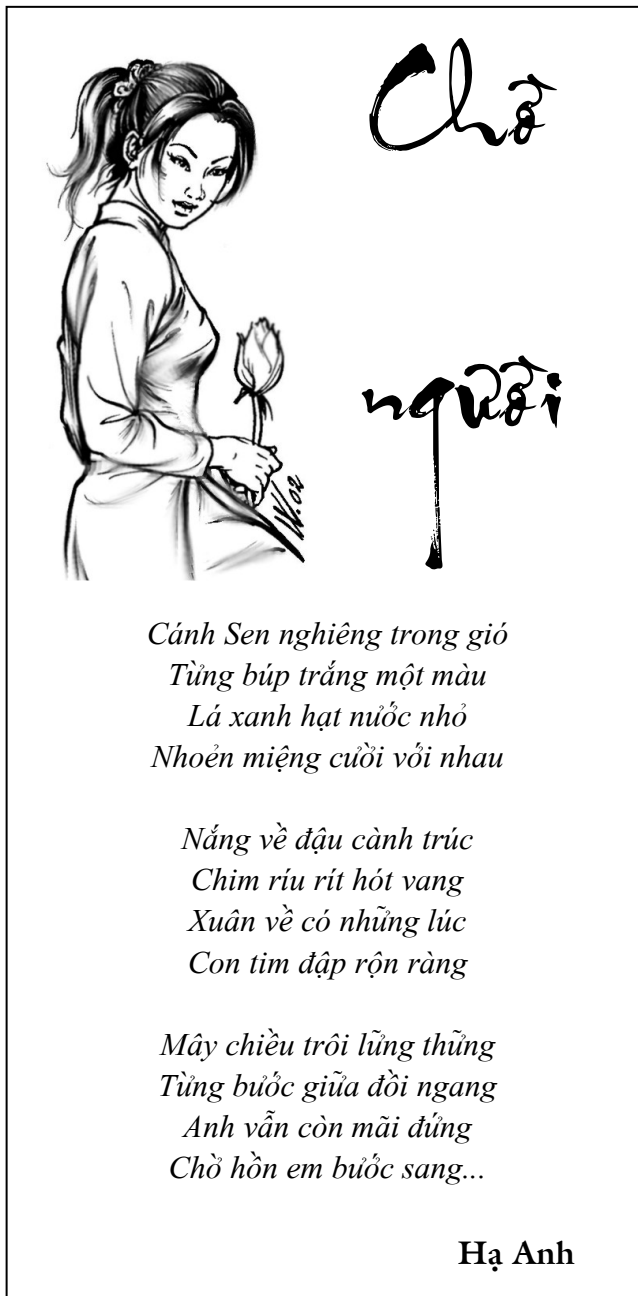 Chờ
người
VV.02
Cánh Sen nghiêng trong gió
Từng búp trắng một màu
Lá xanh hạt nước nhỏ
Nhoẻn miệng cười với nhau
Nắng về đậu cành trúc
Chim ríu rít hót vang
Xuân về có những lúc
Con tim đập rộn ràng
Mây chiều trôi lững thững
Từng bước giữa đồi ngang
Anh vẫn còn mãi đứng
Chờ hồn em bước sang...
Hạ Anh